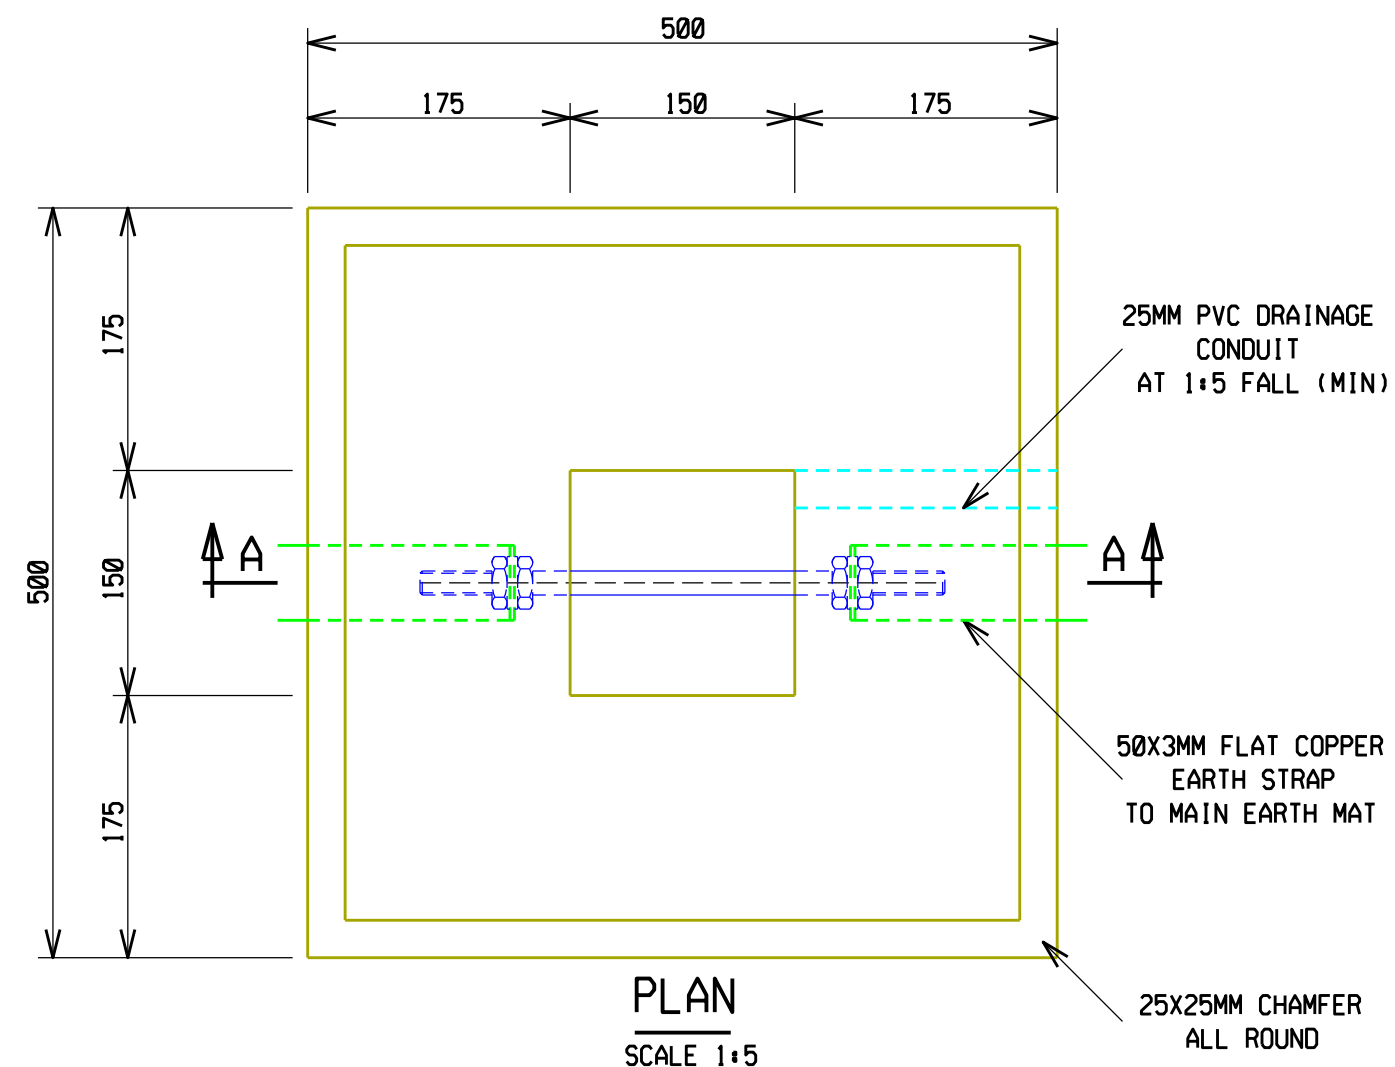 500
175 150 175
175
25MM PVC DRAINAGE
CONDUIT
AT 1:5 FALL (MIN)
A A
500 150
50X3MM FLAT COPPER
EARTH STRAP
TO MAIN EARTH MAT
175
PLAN
SCALE 1:5
25X25MM CHAMFER
ALL ROUND